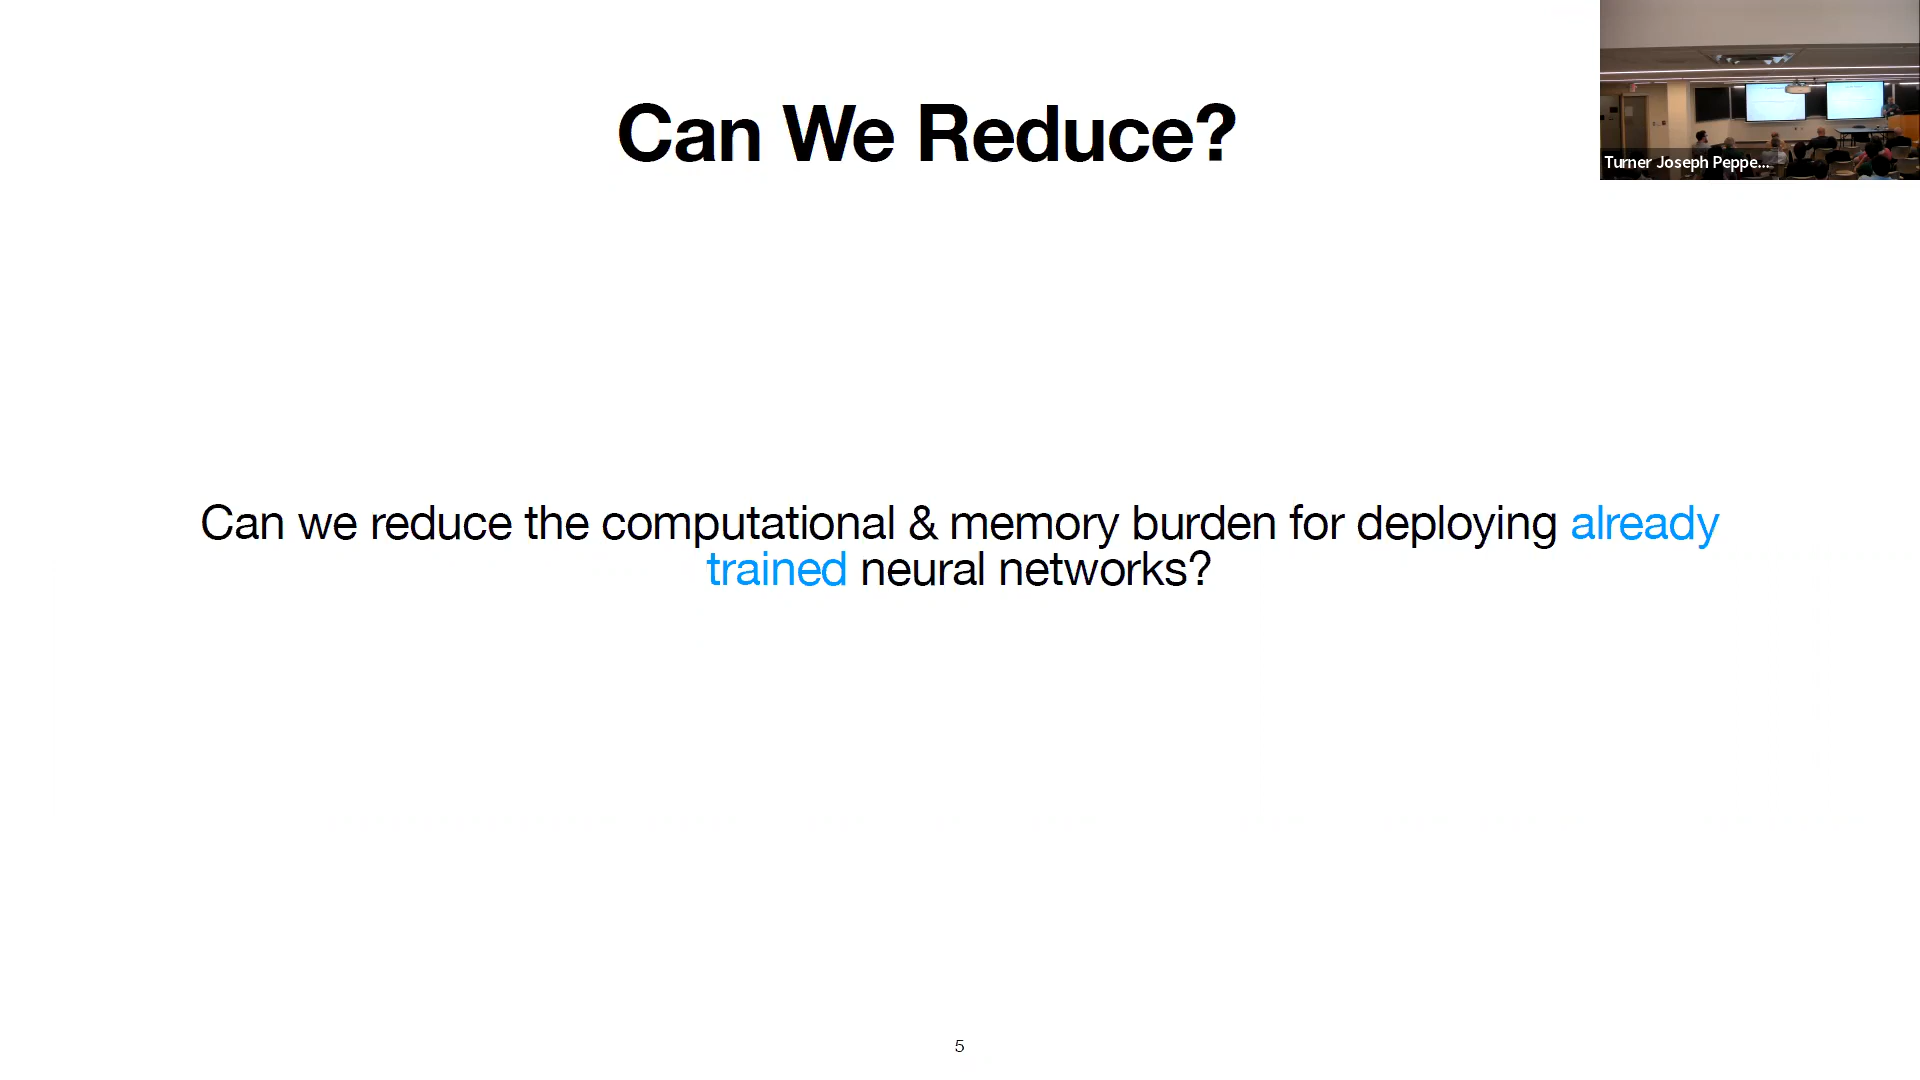 Can We Reduce?
Turner Joseph Peppe...
Can we reduce the computational & memory burden for deploying already
trained neural networks?
5